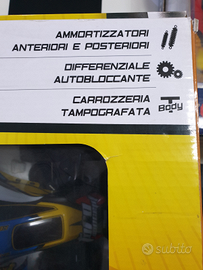 AMMORTIZZATORI
ANTERIORI E POSTERIORI
DIFFERENZIALE
AUTOBLOCCANTE
CARROZZERIA
TAMPOGRAFATA
T
Body
subito